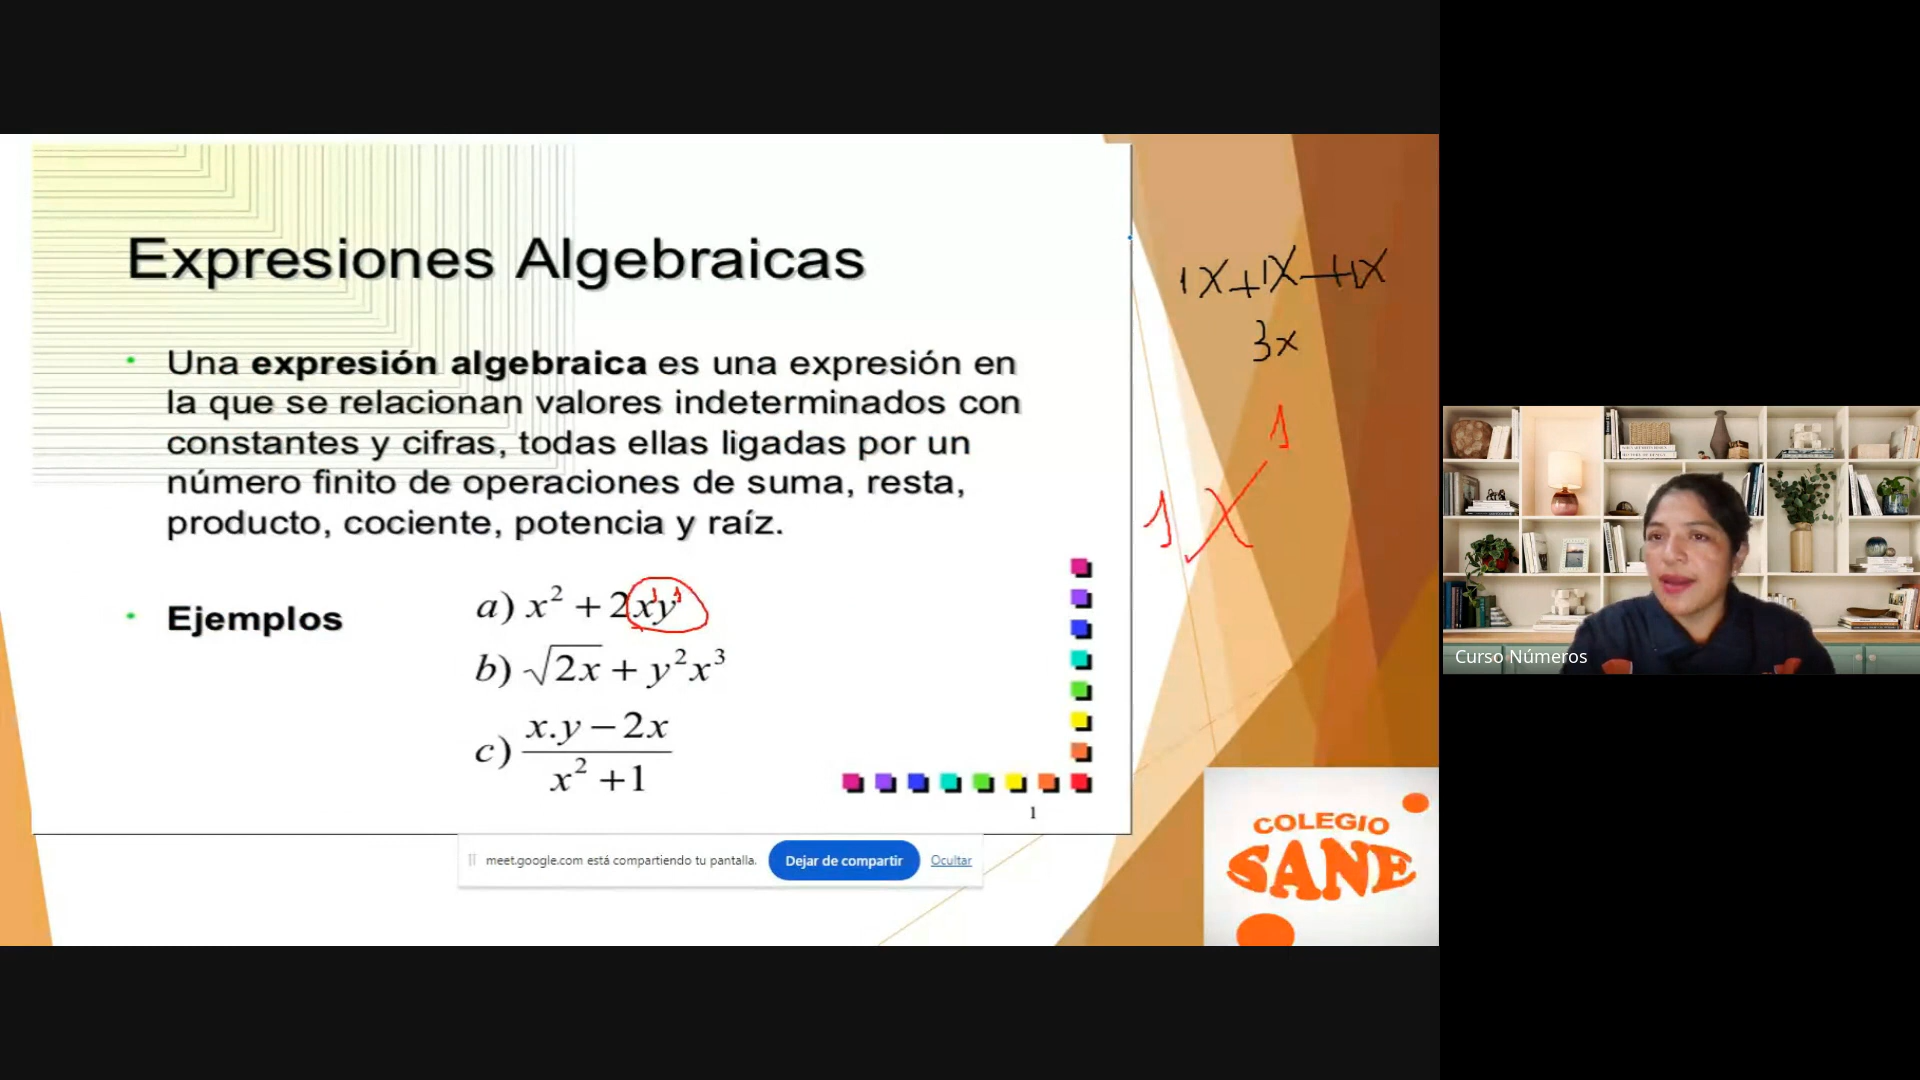 Expresiones Algebraicas
• Una expresión algebraica es una expresión en
la que se relacionan valores indeterminados con
constantes y cifras, todas ellas ligadas por un
número finito de operaciones de suma, resta,
producto, cociente, potencia y raíz.
• Ejemplos
a) x² + 2x¹y¹
b) √2x + y²x³
c) (x.y − 2x)/(x² + 1)
1
1x+1x+1x
3x
1x¹
COLEGIO
SANE
meet.google.com está compartiendo tu pantalla. Dejar de compartir Ocultar
Curso Números